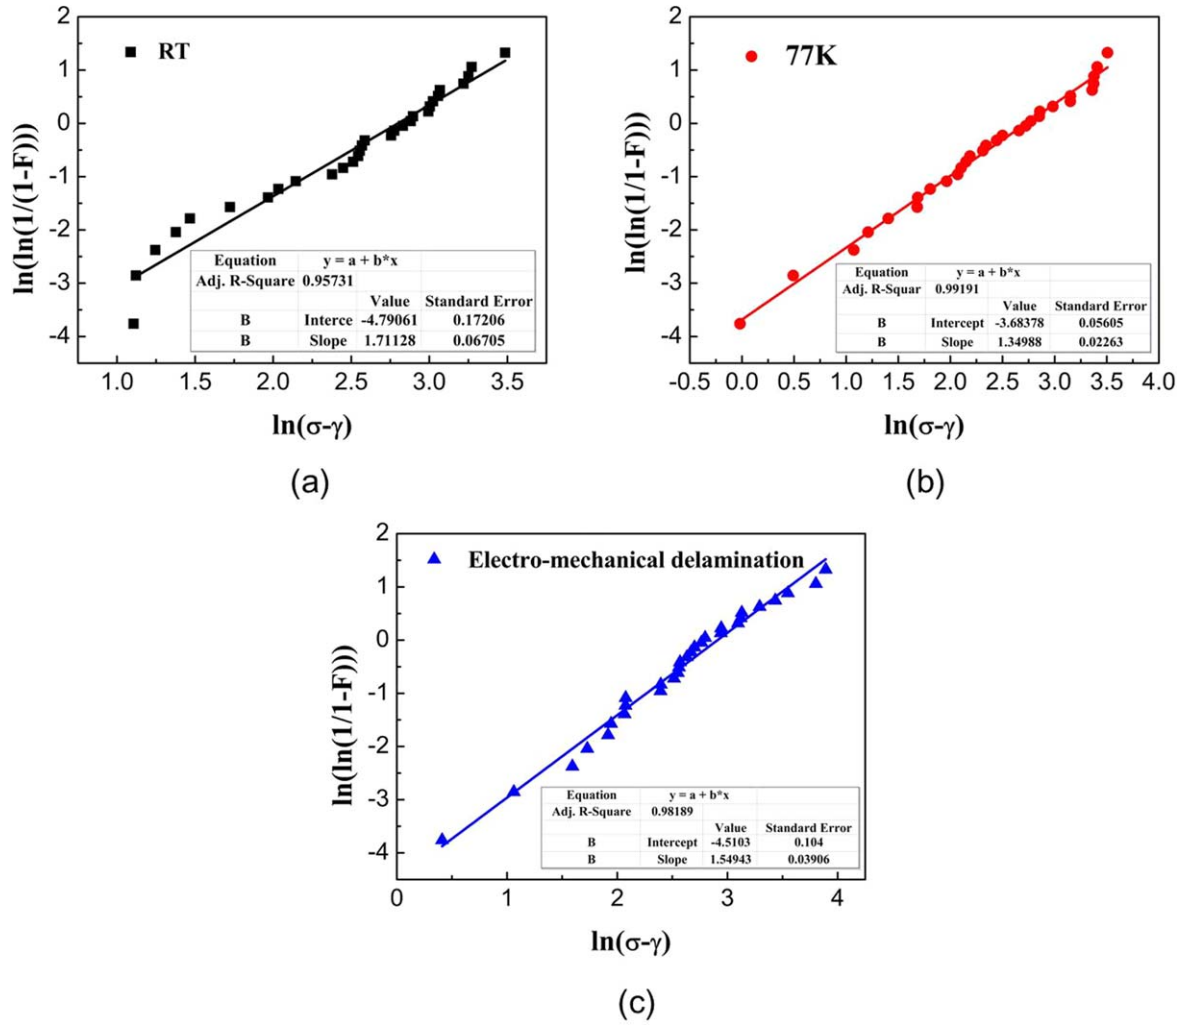 RT
ln(ln(1/(1-F)))
2
1
0
-1
-2
-3
-4
Equation y = a + b*x
Adj. R-Square 0.95731
Value Standard Error
B Interce -4.79061 0.17206
B Slope 1.71128 0.06705
1.0 1.5 2.0 2.5 3.0 3.5
ln(σ-γ)
(a)
77K
ln(ln(1/1-F)))
2
1
0
-1
-2
-3
-4
Equation y = a + b*x
Adj. R-Squar 0.99191
Value Standard Error
B Intercept -3.68378 0.05605
B Slope 1.34988 0.02263
-0.5 0.0 0.5 1.0 1.5 2.0 2.5 3.0 3.5 4.0
ln(σ-γ)
(b)
Electro-mechanical delamination
ln(ln(1/1-F)))
2
1
0
-1
-2
-3
-4
Equation y = a + b*x
Adj. R-Square 0.98189
Value Standard Error
B Intercept -4.5103 0.104
B Slope 1.54943 0.03906
0 1 2 3 4
ln(σ-γ)
(c)